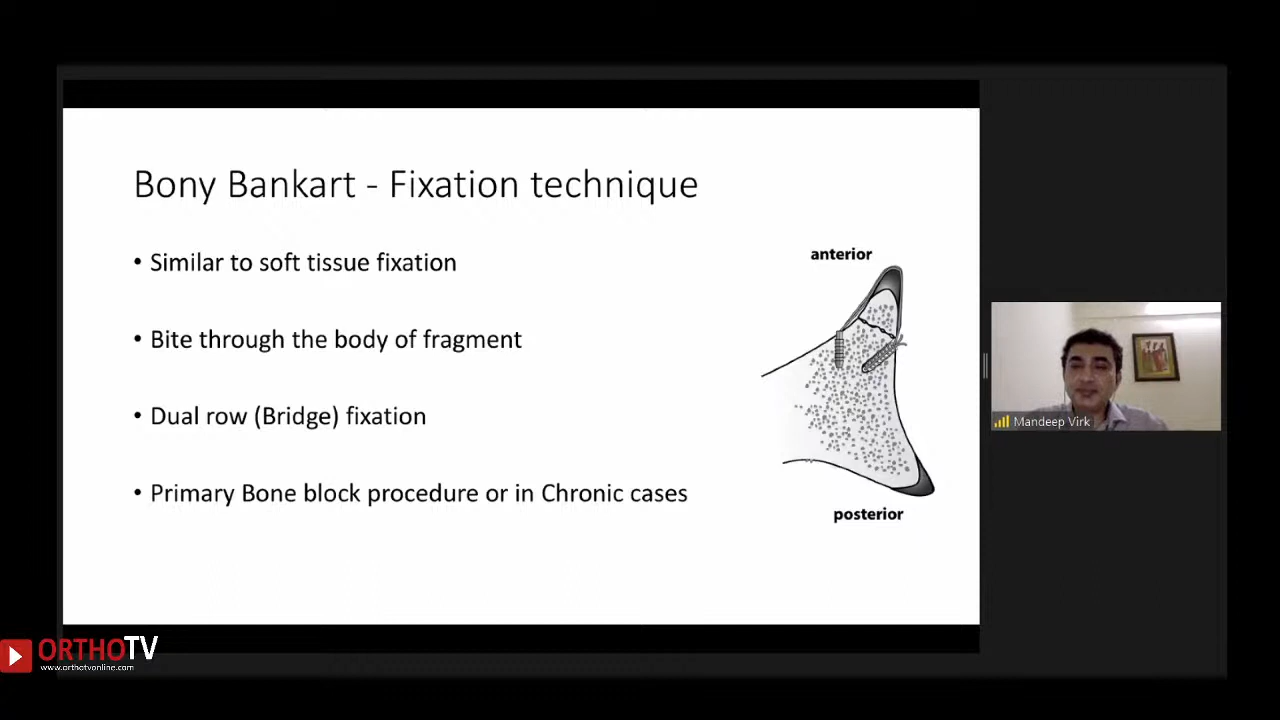 Bony Bankart - Fixation technique
• Similar to soft tissue fixation
• Bite through the body of fragment
• Dual row (Bridge) fixation
• Primary Bone block procedure or in Chronic cases
anterior
posterior
Mandeep Virk
ORTHOTV
www.orthotvonline.com